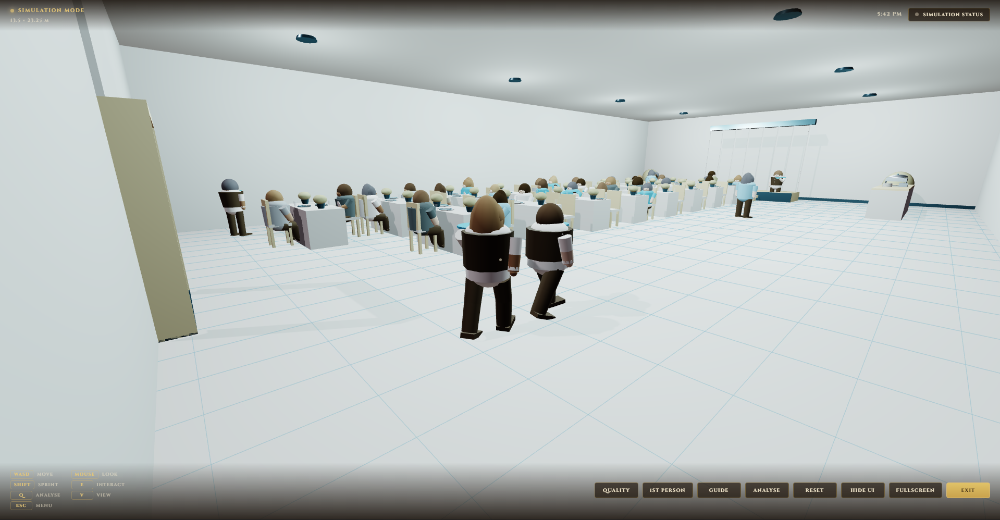 SIMULATION MODE
13.5 × 23.25 M
5:42 PM
SIMULATION STATUS
WASD MOVE MOUSE LOOK
SHIFT SPRINT E INTERACT
Q ANALYSE V VIEW
ESC MENU
QUALITY 1ST PERSON GUIDE ANALYSE RESET HIDE UI FULLSCREEN EXIT